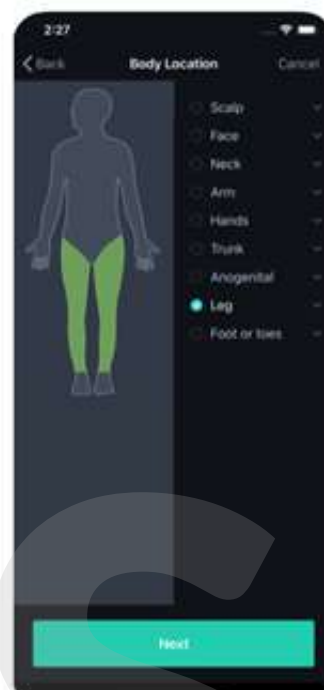 2:27
Back Body Location Cancel
Scalp
Face
Neck
Arm
Hands
Trunk
Anogenital
Leg
Foot or toes
Next